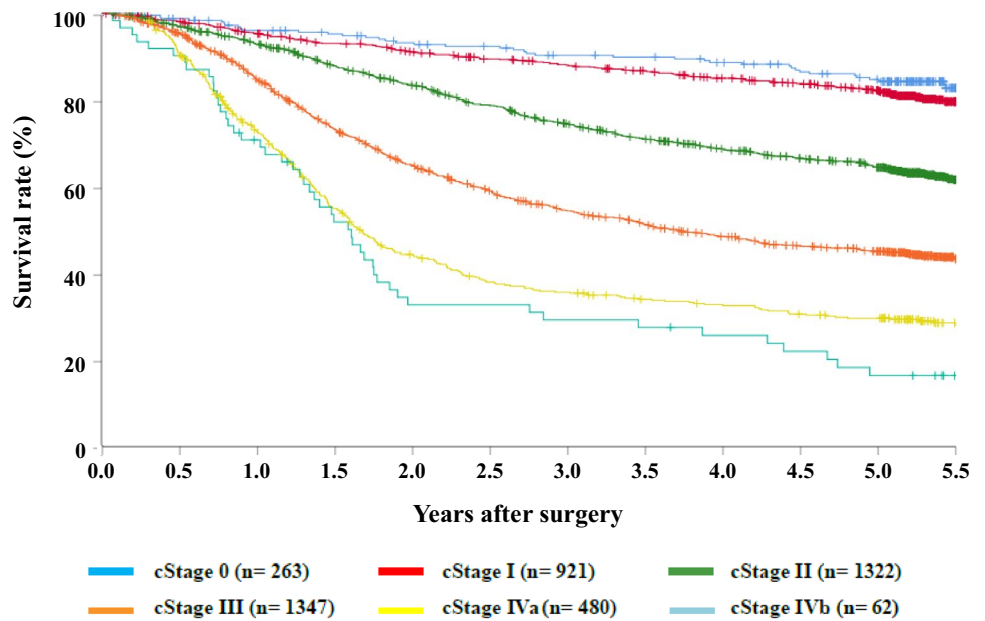 Survival rate (%)
100
80
60
40
20
0
0.0 0.5 1.0 1.5 2.0 2.5 3.0 3.5 4.0 4.5 5.0 5.5
Years after surgery
cStage 0 (n= 263) cStage I (n= 921) cStage II (n= 1322)
cStage III (n= 1347) cStage IVa (n= 480) cStage IVb (n= 62)